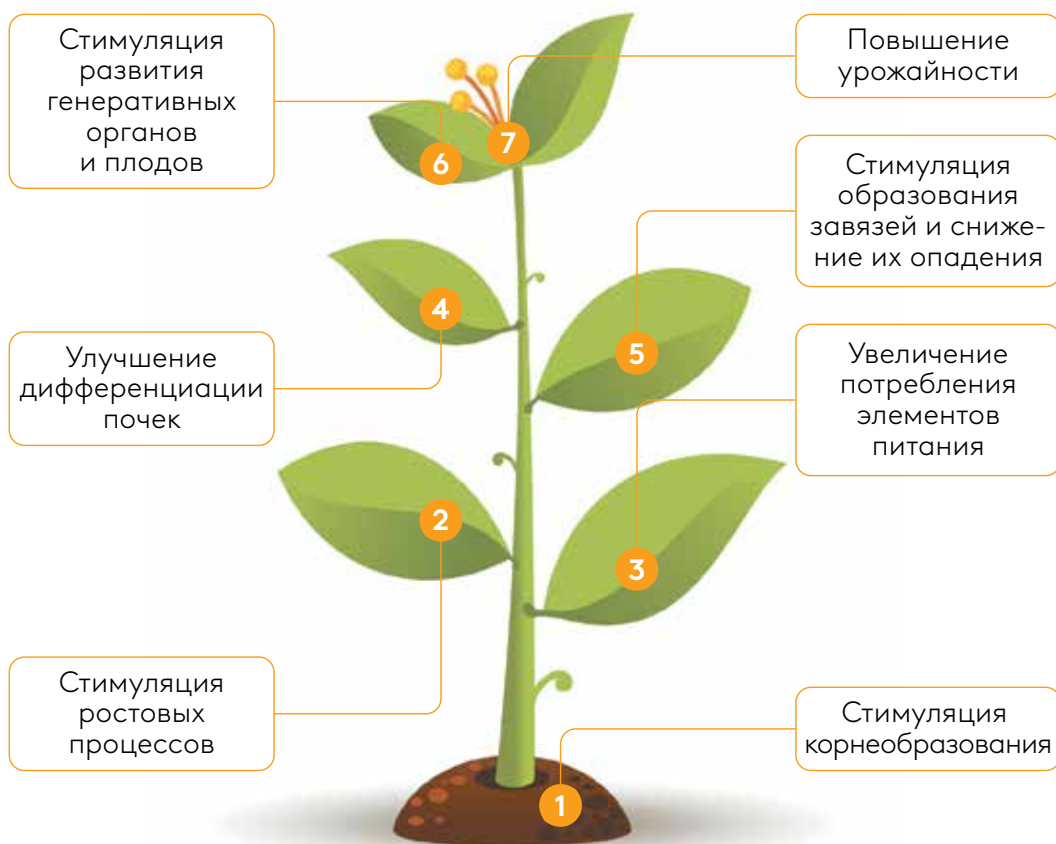 Стимуляция
развития
генеративных
органов
и плодов
Повышение
урожайности
Стимуляция
образования
завязей и сниже-
ние их опадения
Улучшение
дифференциации
почек
Увеличение
потребления
элементов
питания
Стимуляция
ростовых
процессов
Стимуляция
корнеобразования
6
7
4
5
2
3
1